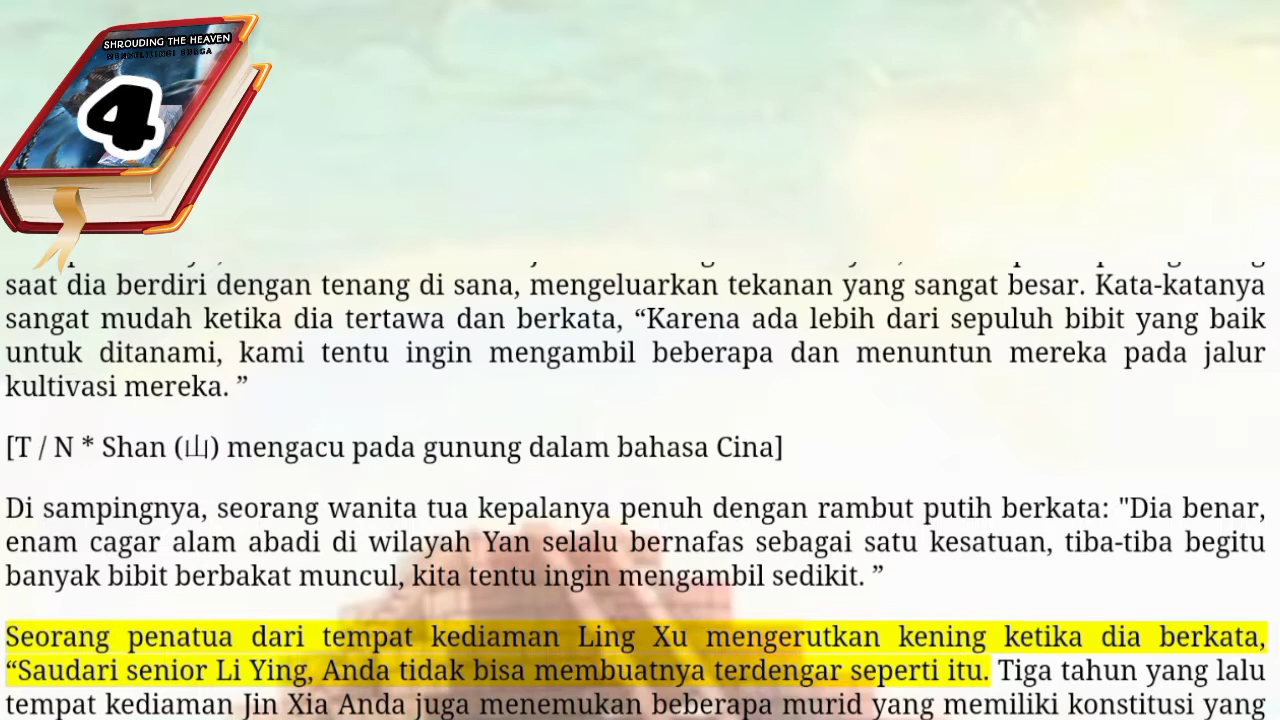 SHROUDING THE HEAVEN
4
saat dia berdiri dengan tenang di sana, mengeluarkan tekanan yang sangat besar. Kata-katanya
sangat mudah ketika dia tertawa dan berkata, “Karena ada lebih dari sepuluh bibit yang baik
untuk ditanami, kami tentu ingin mengambil beberapa dan menuntun mereka pada jalur
kultivasi mereka. ”
[T / N * Shan (山) mengacu pada gunung dalam bahasa Cina]
Di sampingnya, seorang wanita tua kepalanya penuh dengan rambut putih berkata: "Dia benar,
enam cagar alam abadi di wilayah Yan selalu bernafas sebagai satu kesatuan, tiba-tiba begitu
banyak bibit berbakat muncul, kita tentu ingin mengambil sedikit. ”
Seorang penatua dari tempat kediaman Ling Xu mengerutkan kening ketika dia berkata,
“Saudari senior Li Ying, Anda tidak bisa membuatnya terdengar seperti itu. Tiga tahun yang lalu
tempat kediaman Jin Xia Anda juga menemukan beberapa murid yang memiliki konstitusi yang